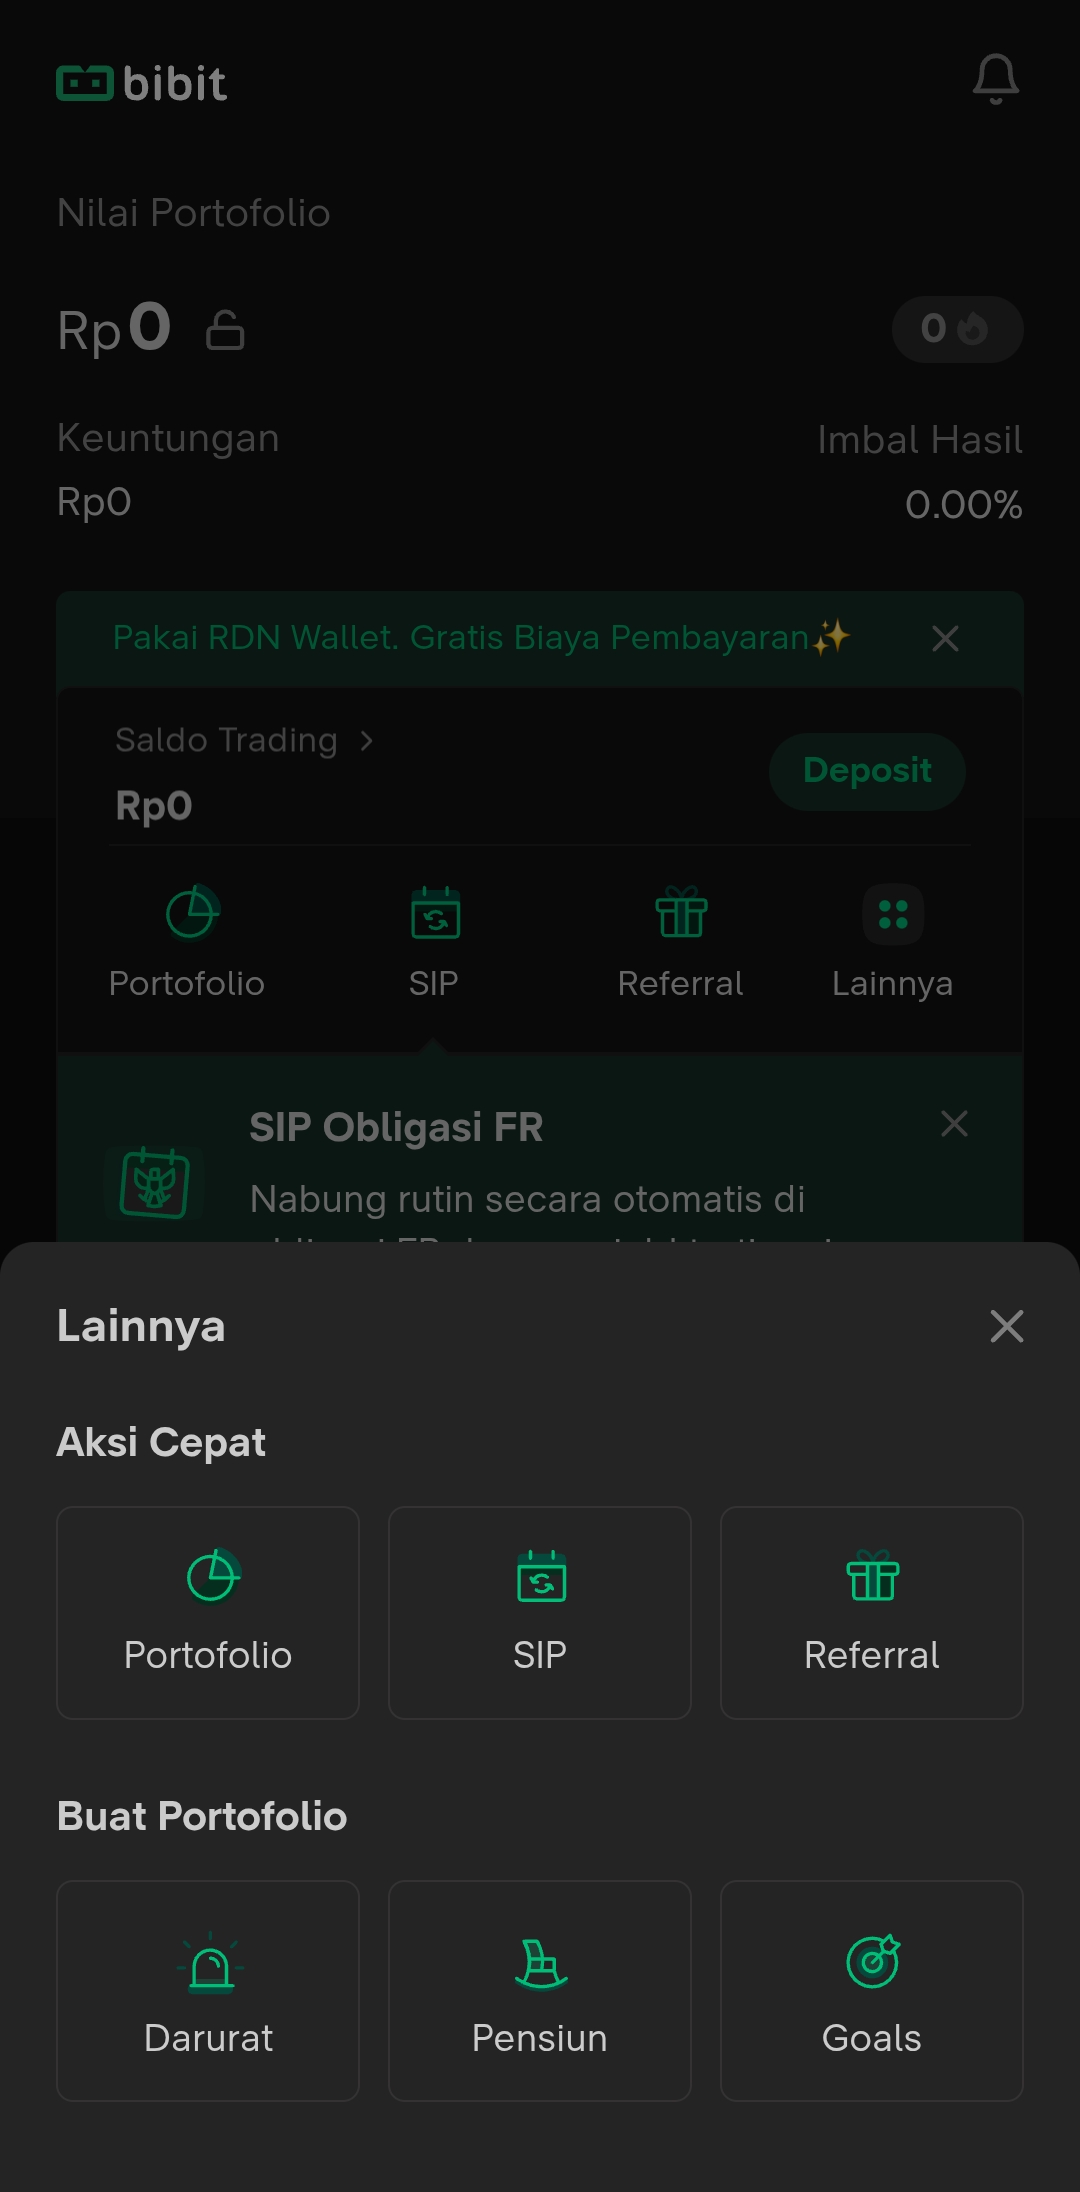 bibit
Nilai Portofolio
Rp0
0
Keuntungan
Imbal Hasil
Rp0
0.00%
Pakai RDN Wallet. Gratis Biaya Pembayaran✨
Saldo Trading
Rp0
Deposit
Portofolio
SIP
Referral
Lainnya
SIP Obligasi FR
Nabung rutin secara otomatis di
Lainnya
Aksi Cepat
Portofolio
SIP
Referral
Buat Portofolio
Darurat
Pensiun
Goals